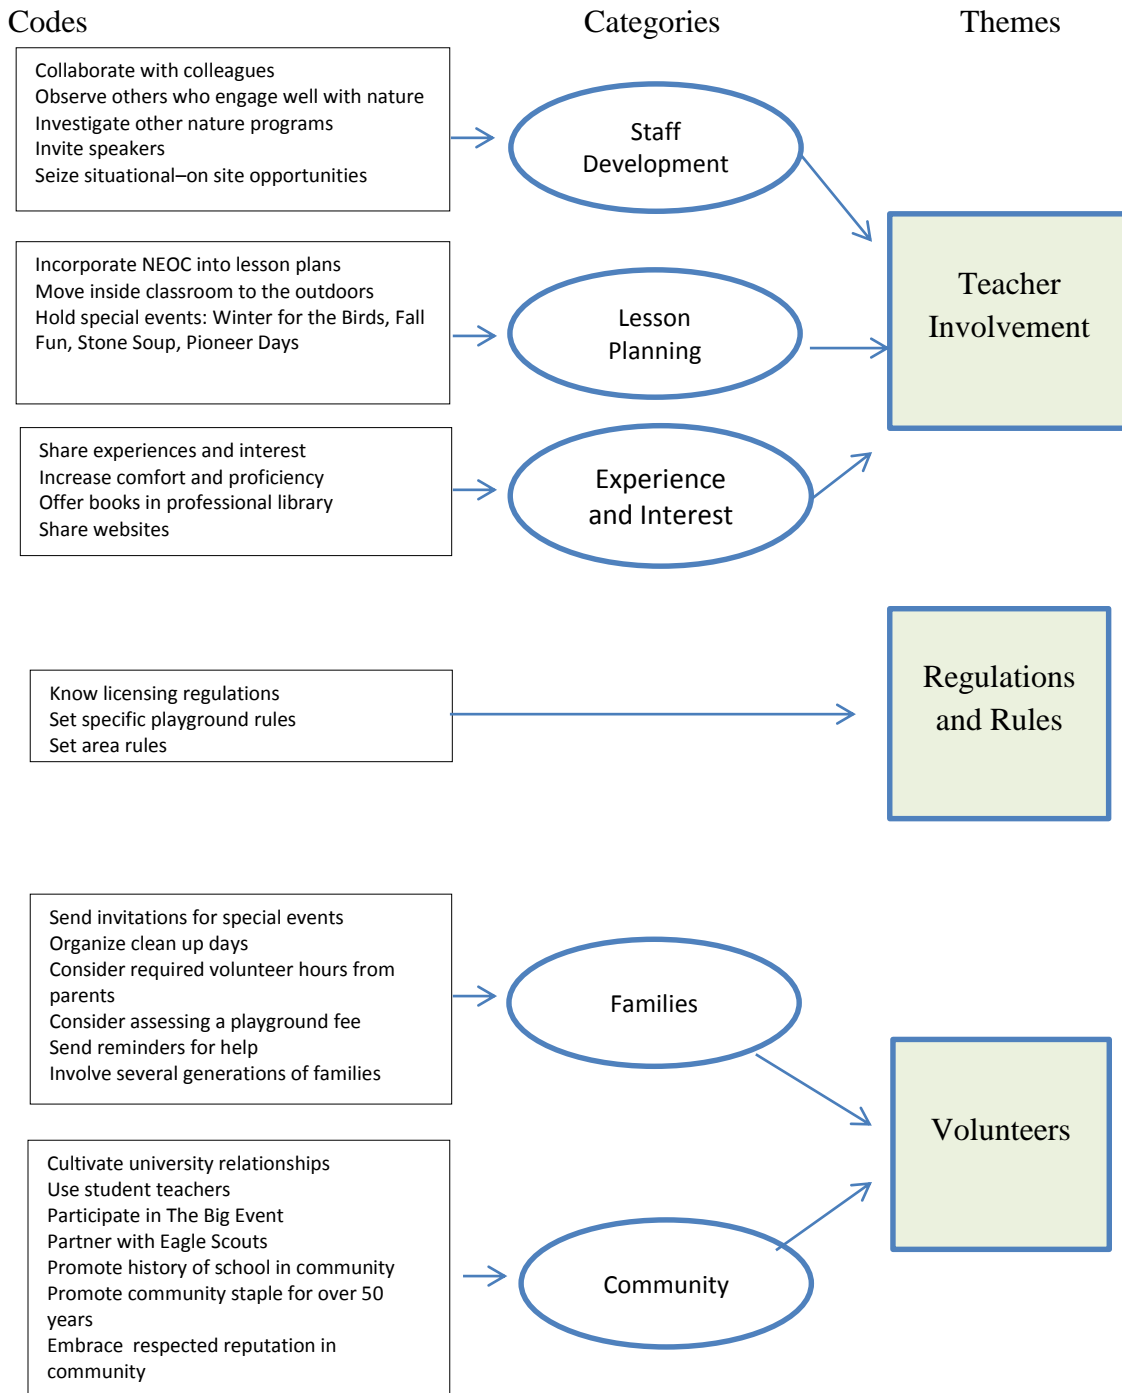 Codes
Categories
Themes
Collaborate with colleagues
Observe others who engage well with nature
Investigate other nature programs
Invite speakers
Seize situational–on site opportunities
Staff
Development
Incorporate NEOC into lesson plans
Move inside classroom to the outdoors
Hold special events: Winter for the Birds, Fall
Fun, Stone Soup, Pioneer Days
Lesson
Planning
Teacher
Involvement
Share experiences and interest
Increase comfort and proficiency
Offer books in professional library
Share websites
Experience
and Interest
Know licensing regulations
Set specific playground rules
Set area rules
Regulations
and Rules
Send invitations for special events
Organize clean up days
Consider required volunteer hours from
parents
Consider assessing a playground fee
Send reminders for help
Involve several generations of families
Families
Volunteers
Cultivate university relationships
Use student teachers
Participate in The Big Event
Partner with Eagle Scouts
Promote history of school in community
Promote community staple for over 50
years
Embrace  respected reputation in
community
Community